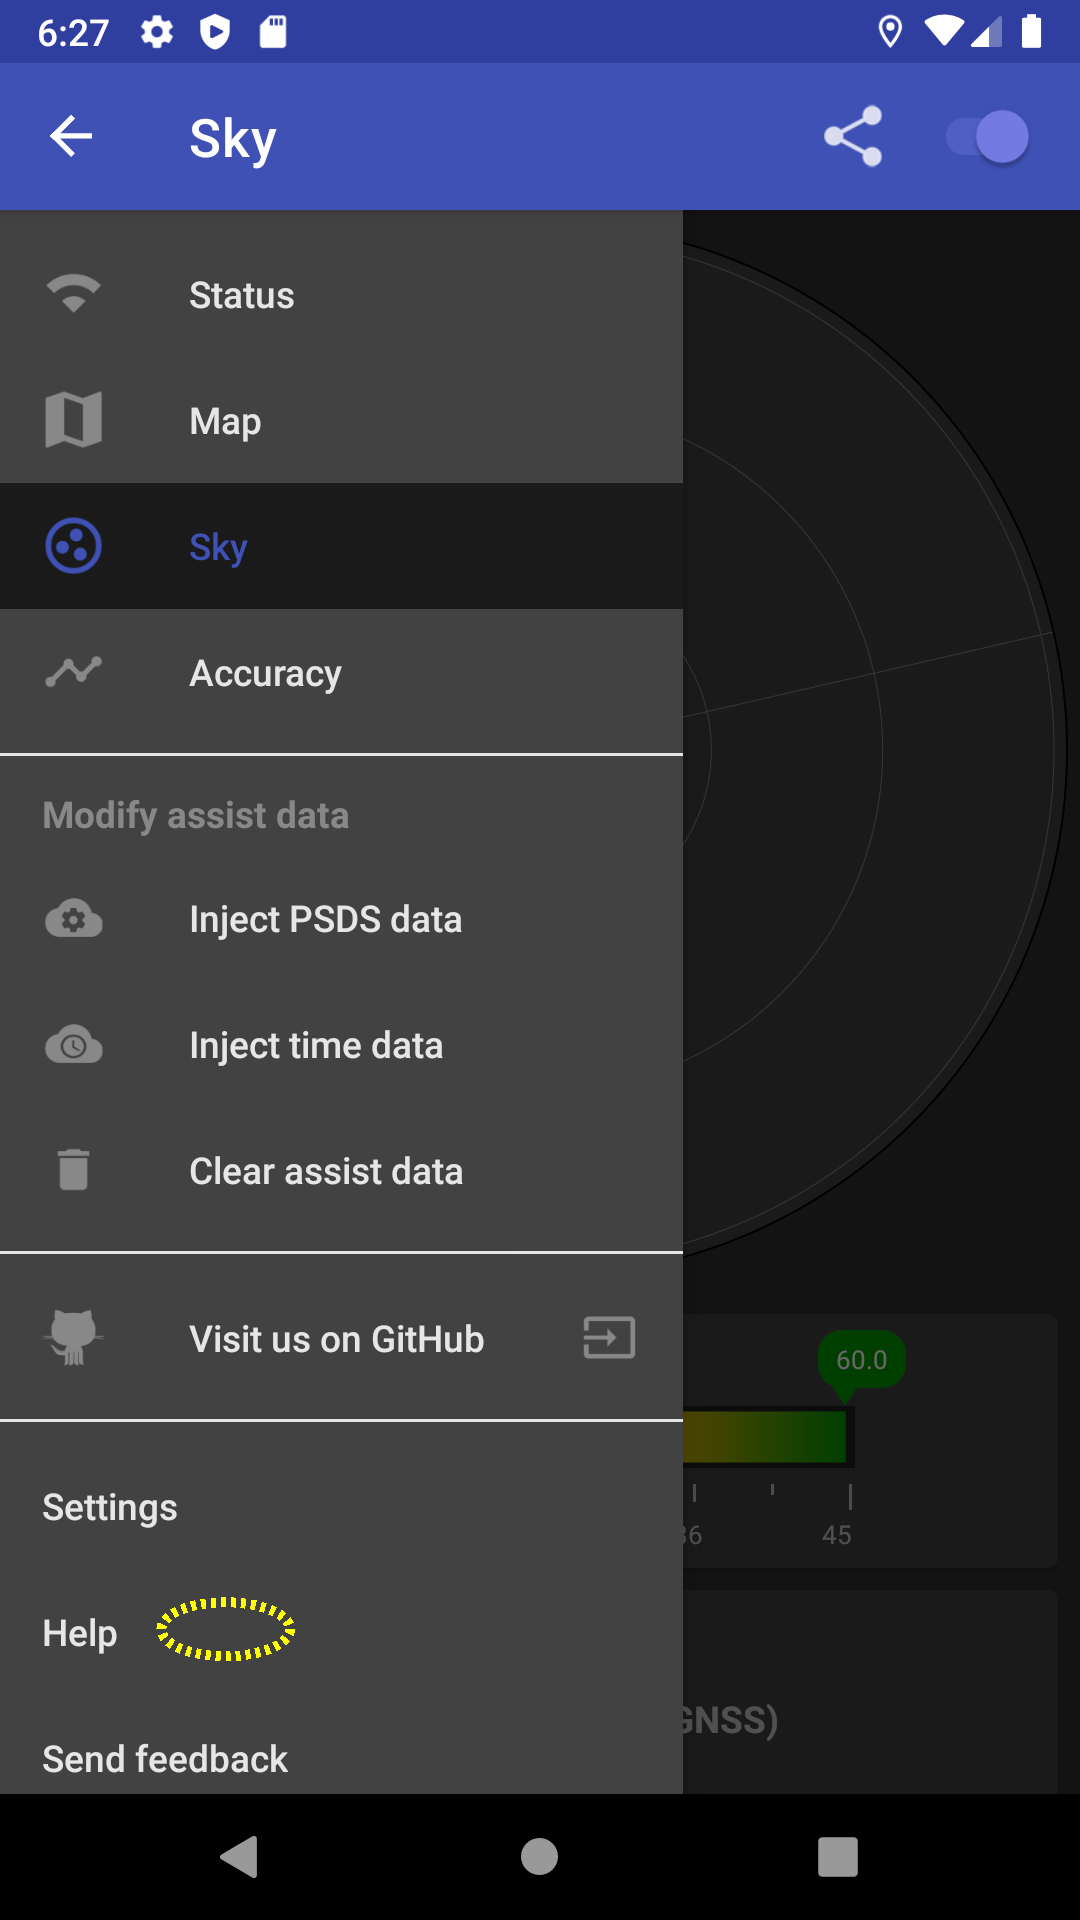 6:27
Sky
Status
Map
Sky
Accuracy
Modify assist data
Inject PSDS data
Inject time data
Clear assist data
Visit us on GitHub
60.0
36 45
Settings
Help
GNSS)
Send feedback